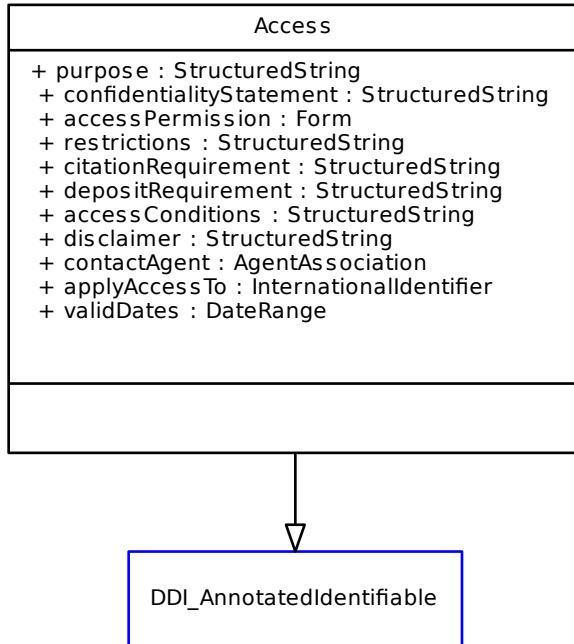 Access
+ purpose : StructuredString
+ confidentialityStatement : StructuredString
+ accessPermission : Form
+ restrictions : StructuredString
+ citationRequirement : StructuredString
+ depositRequirement : StructuredString
+ accessConditions : StructuredString
+ disclaimer : StructuredString
+ contactAgent : AgentAssociation
+ applyAccessTo : InternationalIdentifier
+ validDates : DateRange
DDI_AnnotatedIdentifiable